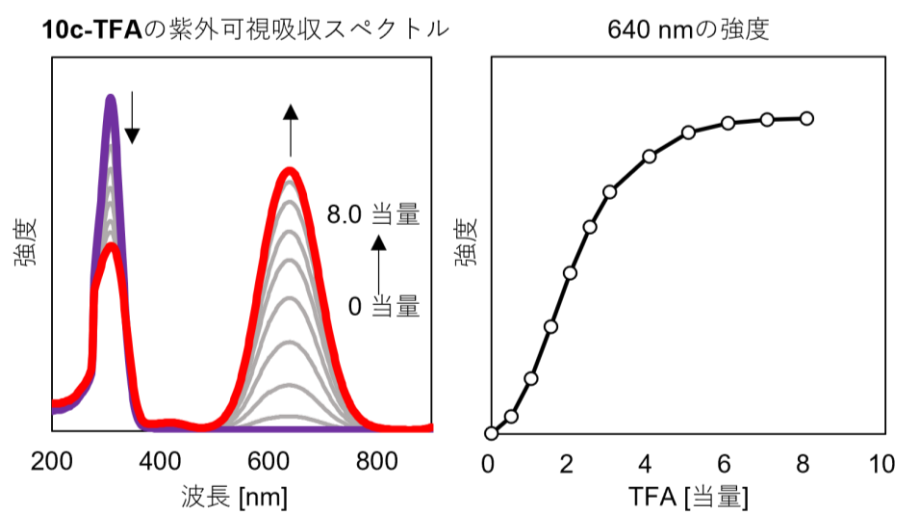 10c-TFAの紫外可視吸収スペクトル
強度
8.0 当量
0 当量
200 400 600 800
波長 [nm]
640 nmの強度
強度
0 2 4 6 8 10
TFA [当量]